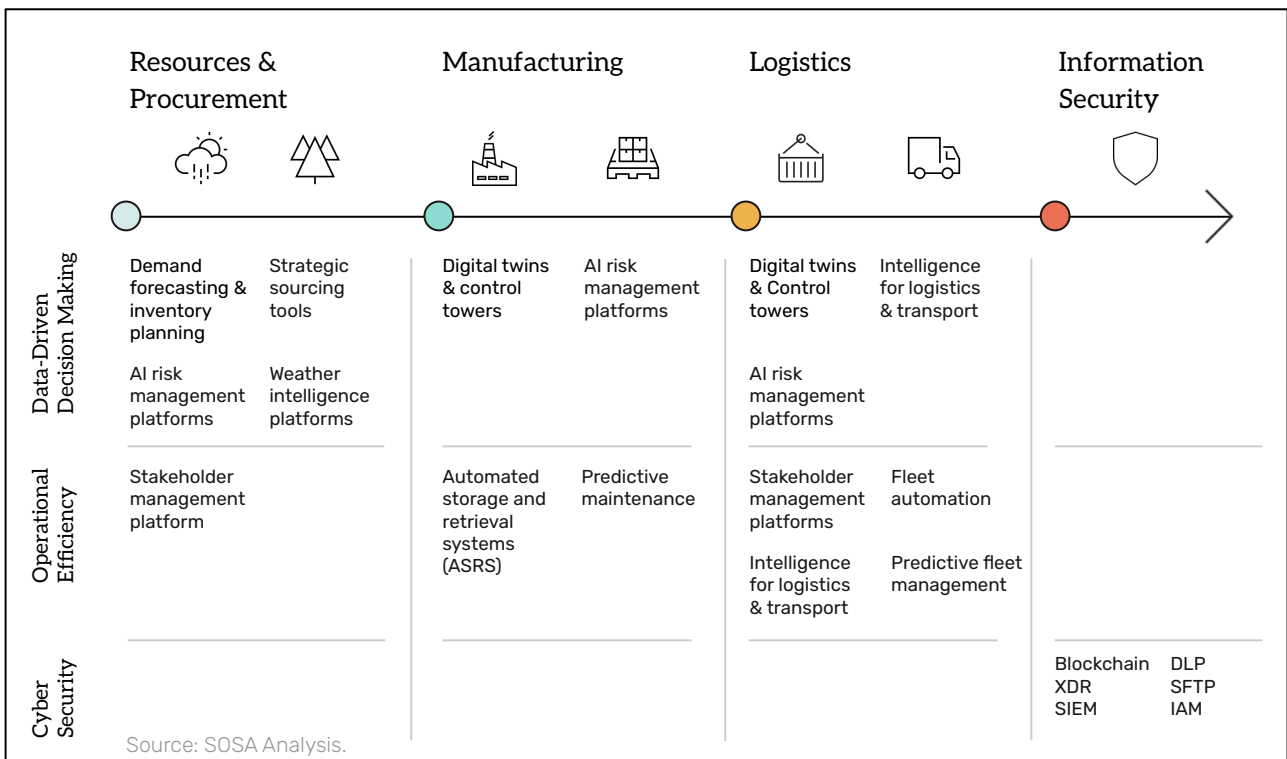 Resources &
Procurement
Manufacturing
Logistics
Information
Security
Data-Driven
Decision Making
Demand
forecasting &
inventory
planning
Strategic
sourcing
tools
AI risk
management
platforms
Weather
intelligence
platforms
Digital twins
& control
towers
AI risk
management
platforms
Digital twins
& Control
towers
Intelligence
for logistics
& transport
AI risk
management
platforms
Operational
Efficiency
Stakeholder
management
platform
Automated
storage and
retrieval
systems
(ASRS)
Predictive
maintenance
Stakeholder
management
platforms
Fleet
automation
Intelligence
for logistics
& transport
Predictive fleet
management
Cyber
Security
Blockchain
XDR
SIEM
DLP
SFTP
IAM
Source: SOSA Analysis.